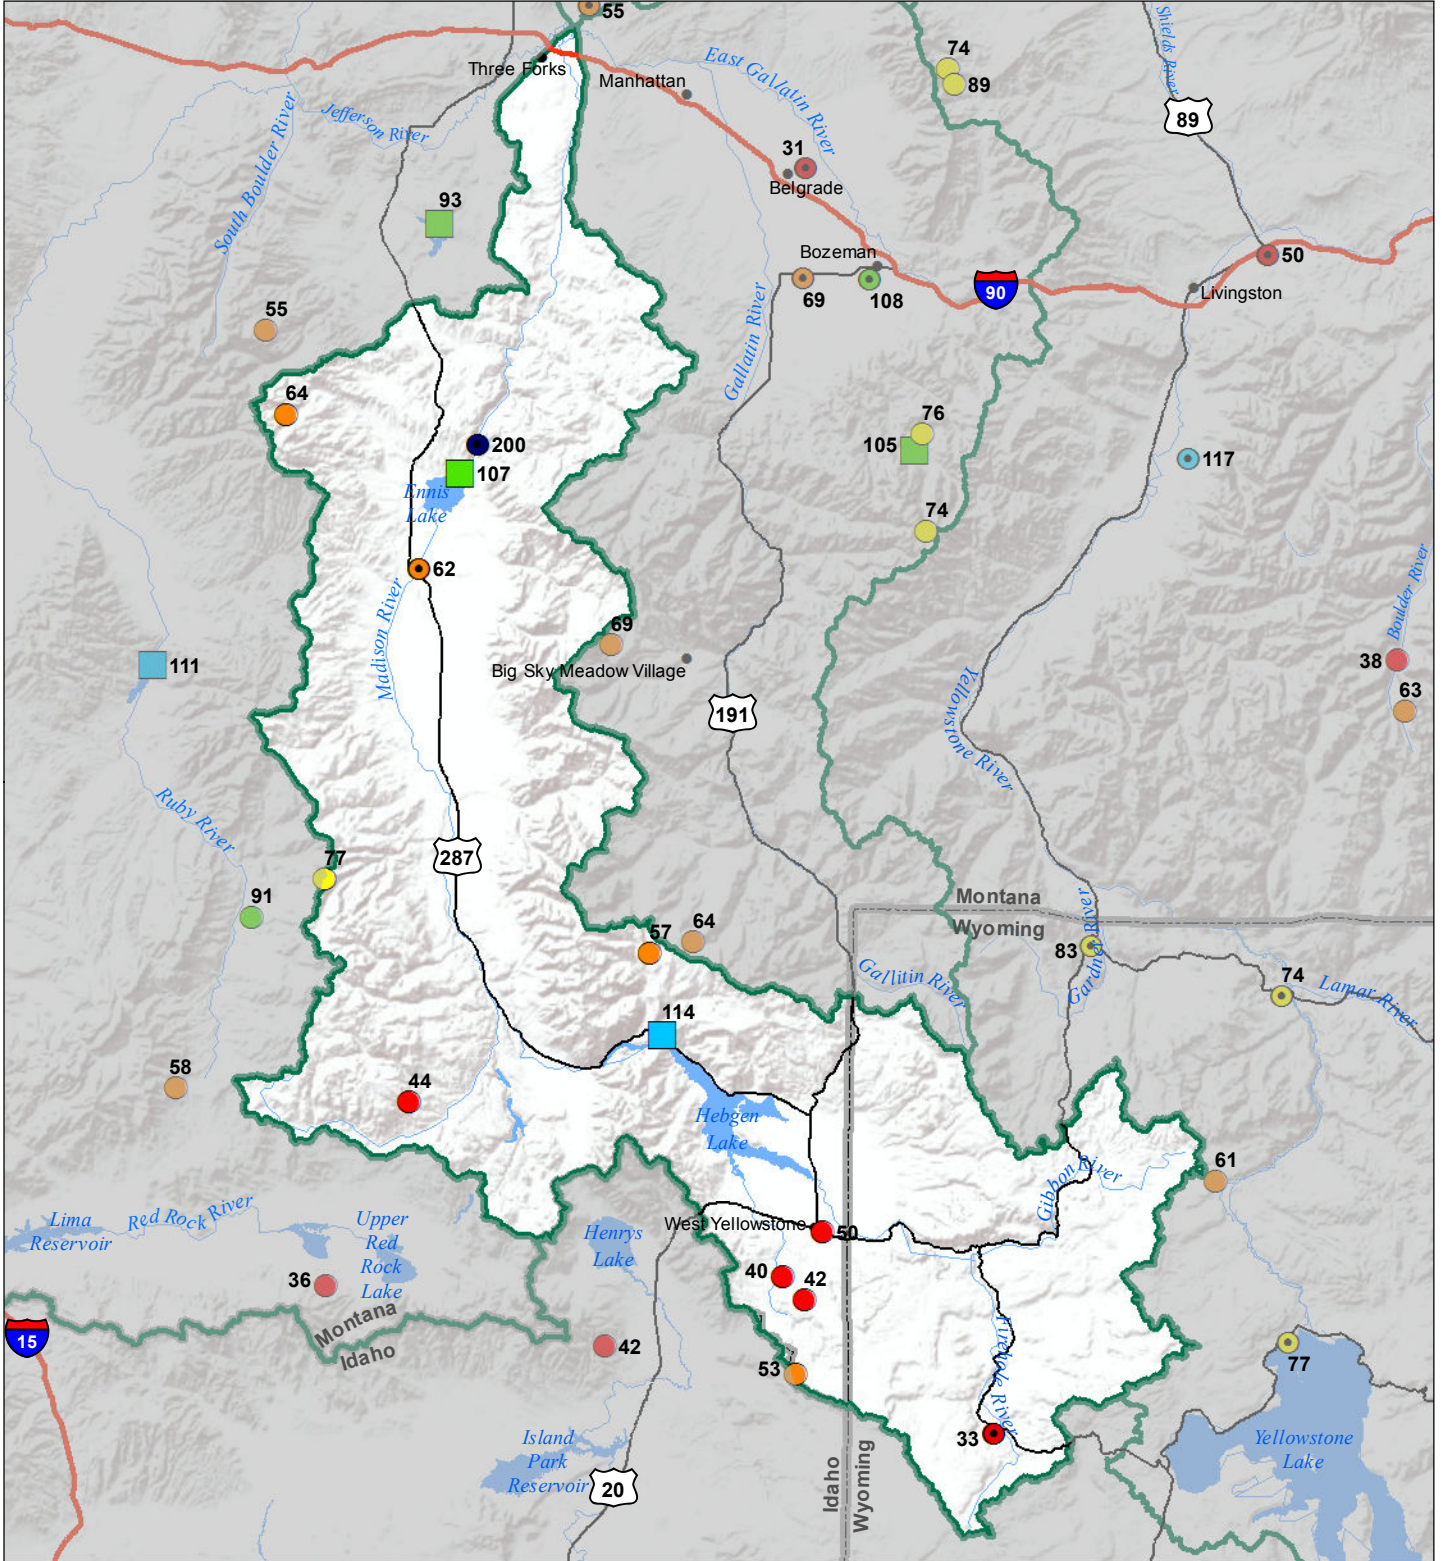 55
Three Forks
Manhattan
East Gallatin River
74
89
Shields River
89
Jefferson River
South Boulder River
31
Belgrade
93
Bozeman
69
108
90
50
Livingston
55
Gallatin River
64
76
105
200
107
Ennis
Lake
117
74
62
Madison River
69
Big Sky Meadow Village
Boulder River
38
63
111
191
Yellowstone River
Ruby River
287
77
91
Montana
Wyoming
57
64
83
Gardner River
Gallitin River
74
Lamar River
114
58
44
Hebgen
Lake
Gibbon River
61
Lima
Reservoir
Red Rock River
Upper
Red
Rock
Lake
Henrys
Lake
West Yellowstone
50
40
42
36
Montana
Idaho
15
42
53
Firehole River
77
33
Island
Park
Reservoir
20
Idaho
Wyoming
Yellowstone
Lake